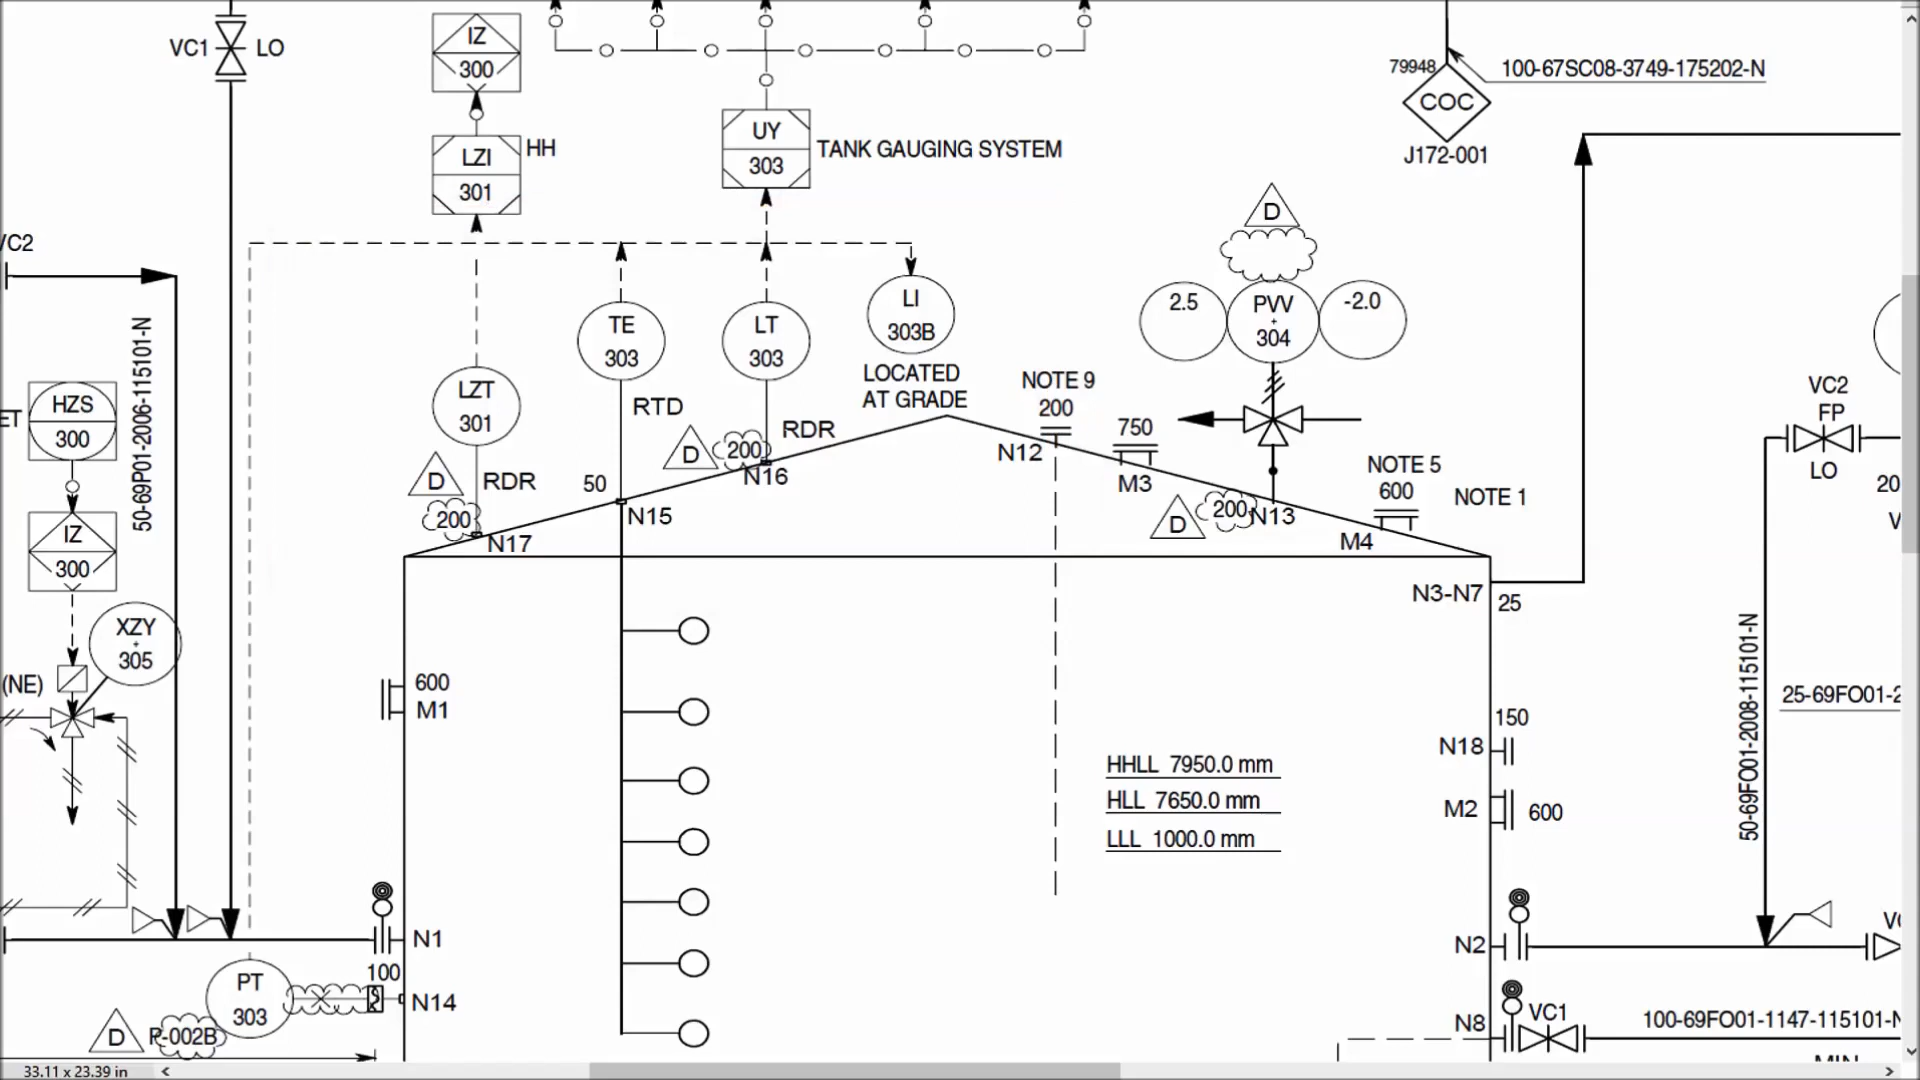 VC1
LO
IZ
300
LZI
301
HH
UY
303
TANK GAUGING SYSTEM
79948
COC
J172-001
100-67SC08-3749-175202-N
D
VC2
50-69P01-2006-115101-N
HZS
300
IZ
300
XZY
305
(NE)
LZT
301
TE
303
LT
303
LI
303B
LOCATED
AT GRADE
RTD
RDR
RDR
D
200
D
200
50
N15
N16
N17
2.5
PVV
304
-2.0
NOTE 9
200
N12
750
M3
D
200
N13
NOTE 5
600
M4
NOTE 1
N3-N7
25
VC2
FP
LO
20
50-69FO01-2008-115101-N
25-69FO01-2
600
M1
150
N18
M2
600
HHLL 7950.0 mm
HLL 7650.0 mm
LLL 1000.0 mm
N1
100
N14
PT
303
D
P-002B
N2
N8
VC1
100-69FO01-1147-115101-N
33.11 x 23.39 in